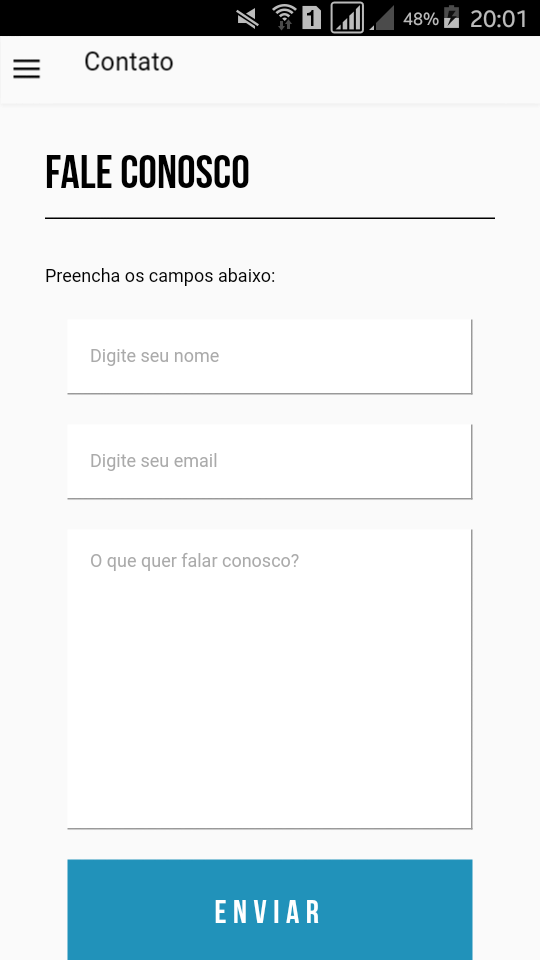 1 48% 20:01
Contato
FALE CONOSCO
Preencha os campos abaixo:
Digite seu nome
Digite seu email
O que quer falar conosco?
ENVIAR